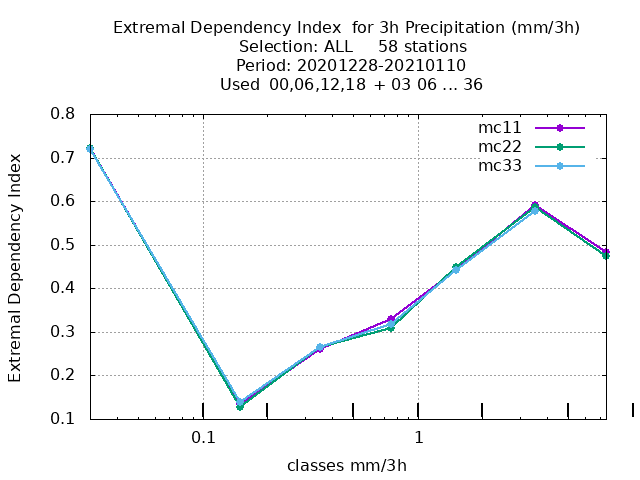 Extremal Dependency Index for 3h Precipitation (mm/3h)
Selection: ALL 58 stations
Period: 20201228-20210110
Used 00,06,12,18 + 03 06 ... 36
mc11
mc22
mc33
Extremal Dependency Index
0.8
0.7
0.6
0.5
0.4
0.3
0.2
0.1
0.1
1
classes mm/3h